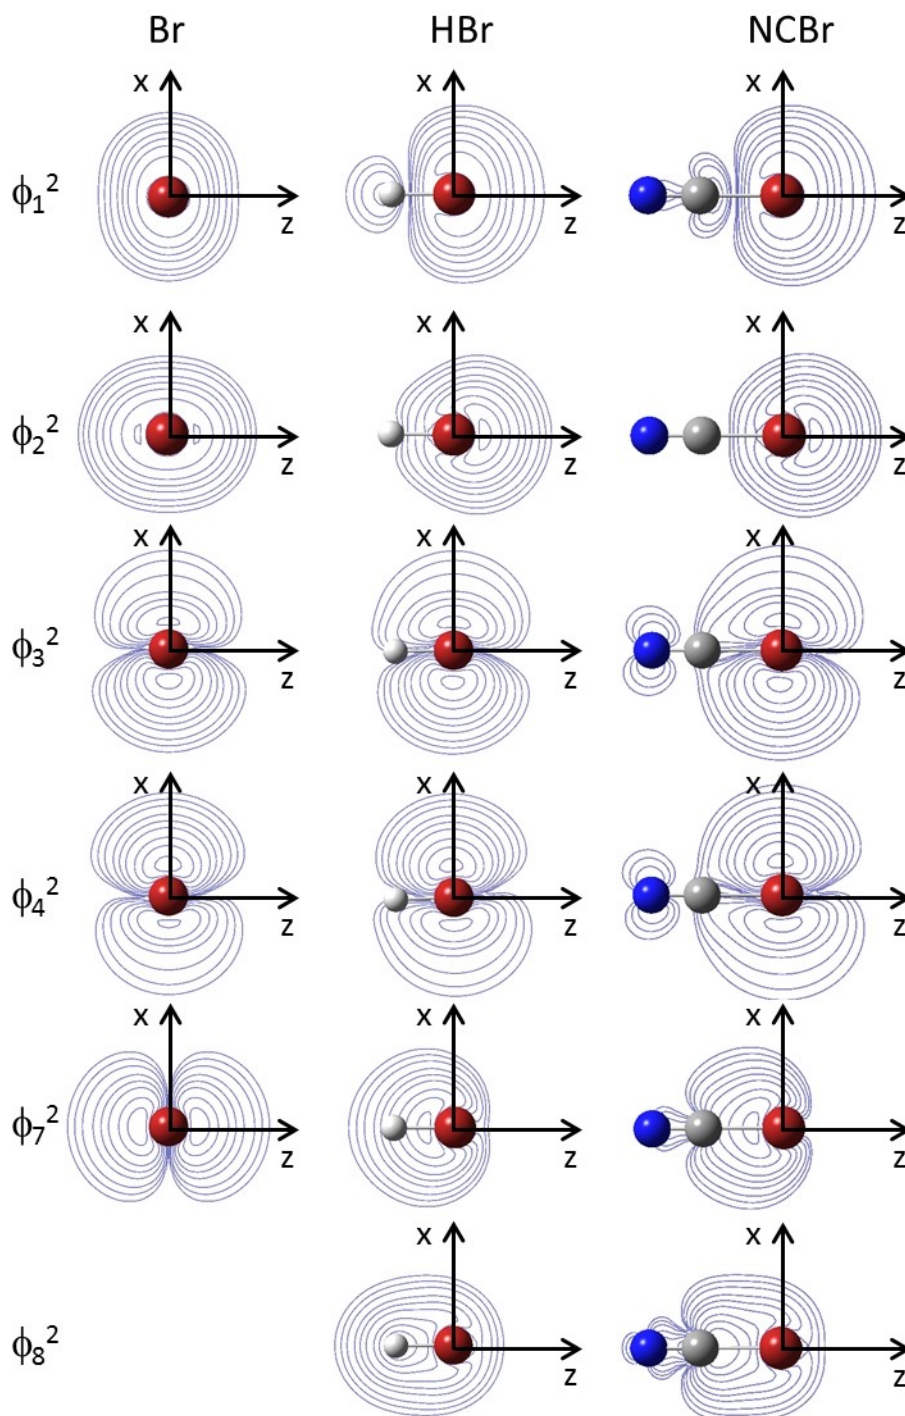 Br HBr NCBr
x x x
ϕ₁² z z z
x x x
ϕ₂² z z z
x x x
ϕ₃² z z z
x x x
ϕ₄² z z z
x x x
ϕ₇² z z z
x x
ϕ₈² z z